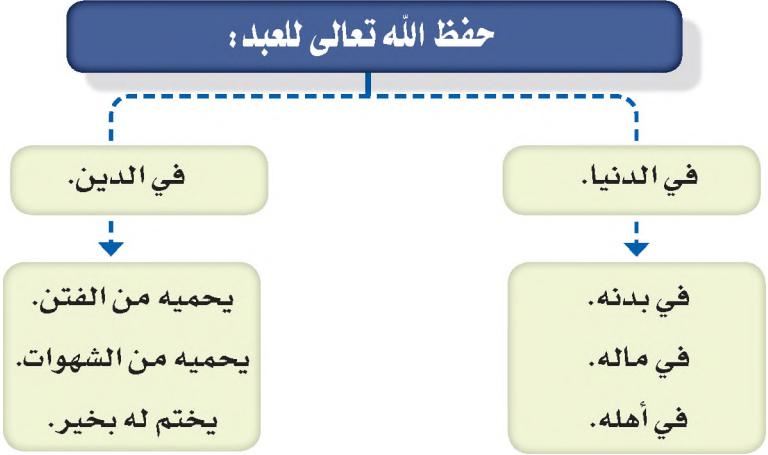 حفظ الله تعالى للعبد :
في الدنيا.
في بدنه.
في ماله.
في أهله.
في الدين.
يحميه من الفتن.
يحميه من الشهوات.
يختم له بخير.